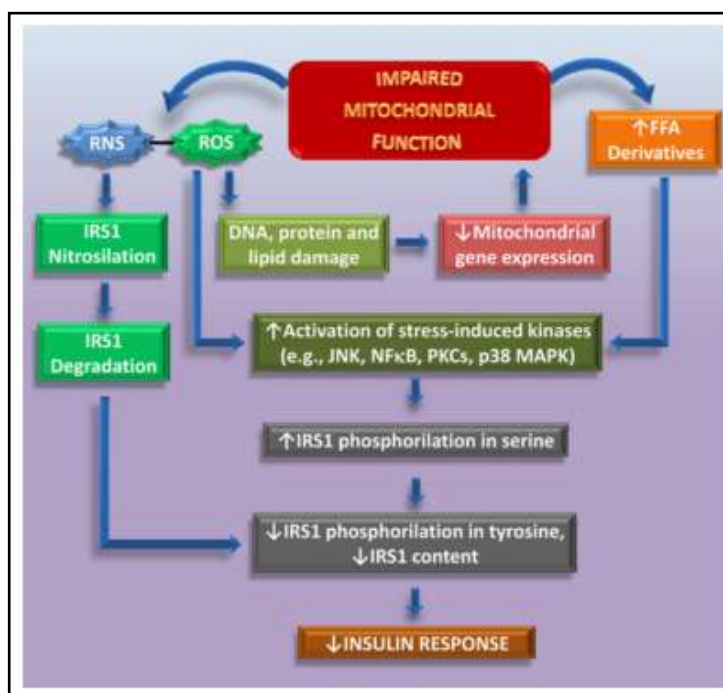 IMPAIRED
MITOCHONDRIAL
FUNCTION
RNS
ROS
↑FFA
Derivatives
IRS1
Nitrosilation
DNA, protein and
lipid damage
↓Mitochondrial
gene expression
IRS1
Degradation
↑Activation of stress-induced kinases
(e.g., JNK, NFκB, PKCs, p38 MAPK)
↑IRS1 phosphorilation in serine
↓IRS1 phosphorilation in tyrosine,
↓IRS1 content
↓INSULIN RESPONSE